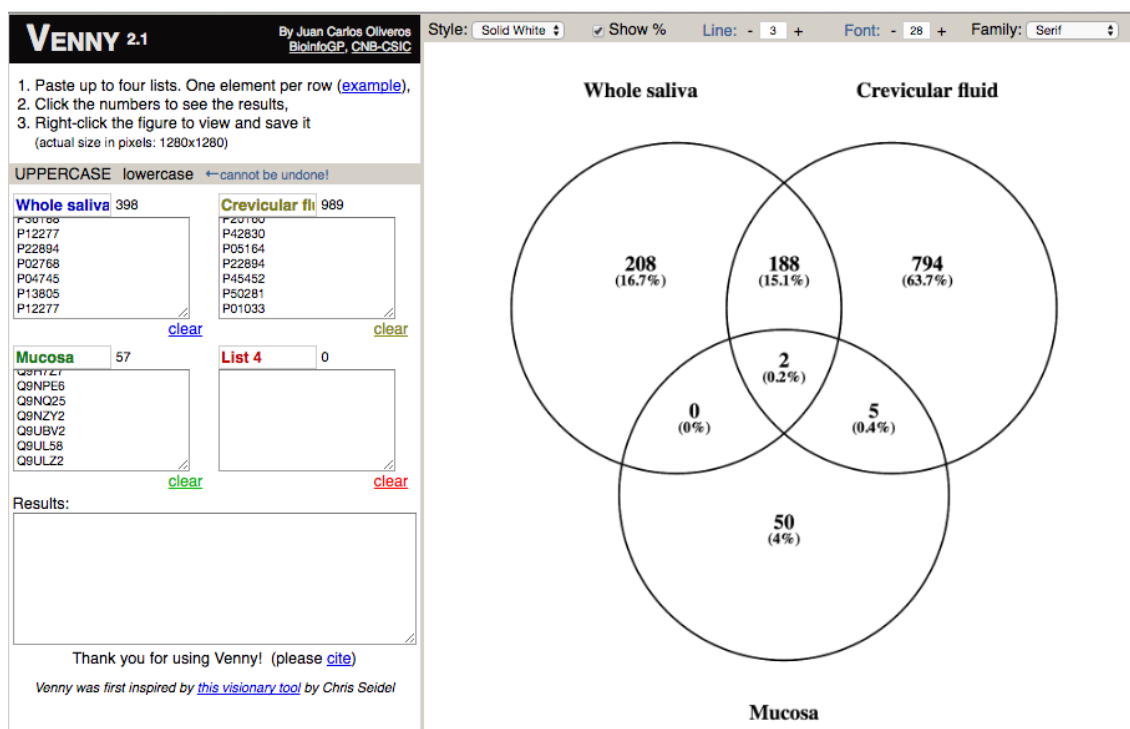 VENNY 2.1
By Juan Carlos Oliveros
BioinfoGP, CNB-CSIC
1. Paste up to four lists. One element per row (example),
2. Click the numbers to see the results,
3. Right-click the figure to view and save it
(actual size in pixels: 1280x1280)
UPPERCASE lowercase ←cannot be undone!
Whole saliva 398
P12277
P22894
P02768
P04745
P13805
P12277
clear
Crevicular flu 989
P42830
P05164
P22894
P45452
P50281
P01033
clear
Mucosa 57
Q9NPE6
Q9NQ25
Q9NZY2
Q9UBV2
Q9UL58
Q9ULZ2
clear
List 4 0
clear
Results:
Thank you for using Venny! (please cite)
Venny was first inspired by this visionary tool by Chris Seidel
Style: Solid White Show % Line: - 3 + Font: - 28 + Family: Serif
Whole saliva
Crevicular fluid
208
(16.7%)
188
(15.1%)
794
(63.7%)
2
(0.2%)
0
(0%)
5
(0.4%)
50
(4%)
Mucosa